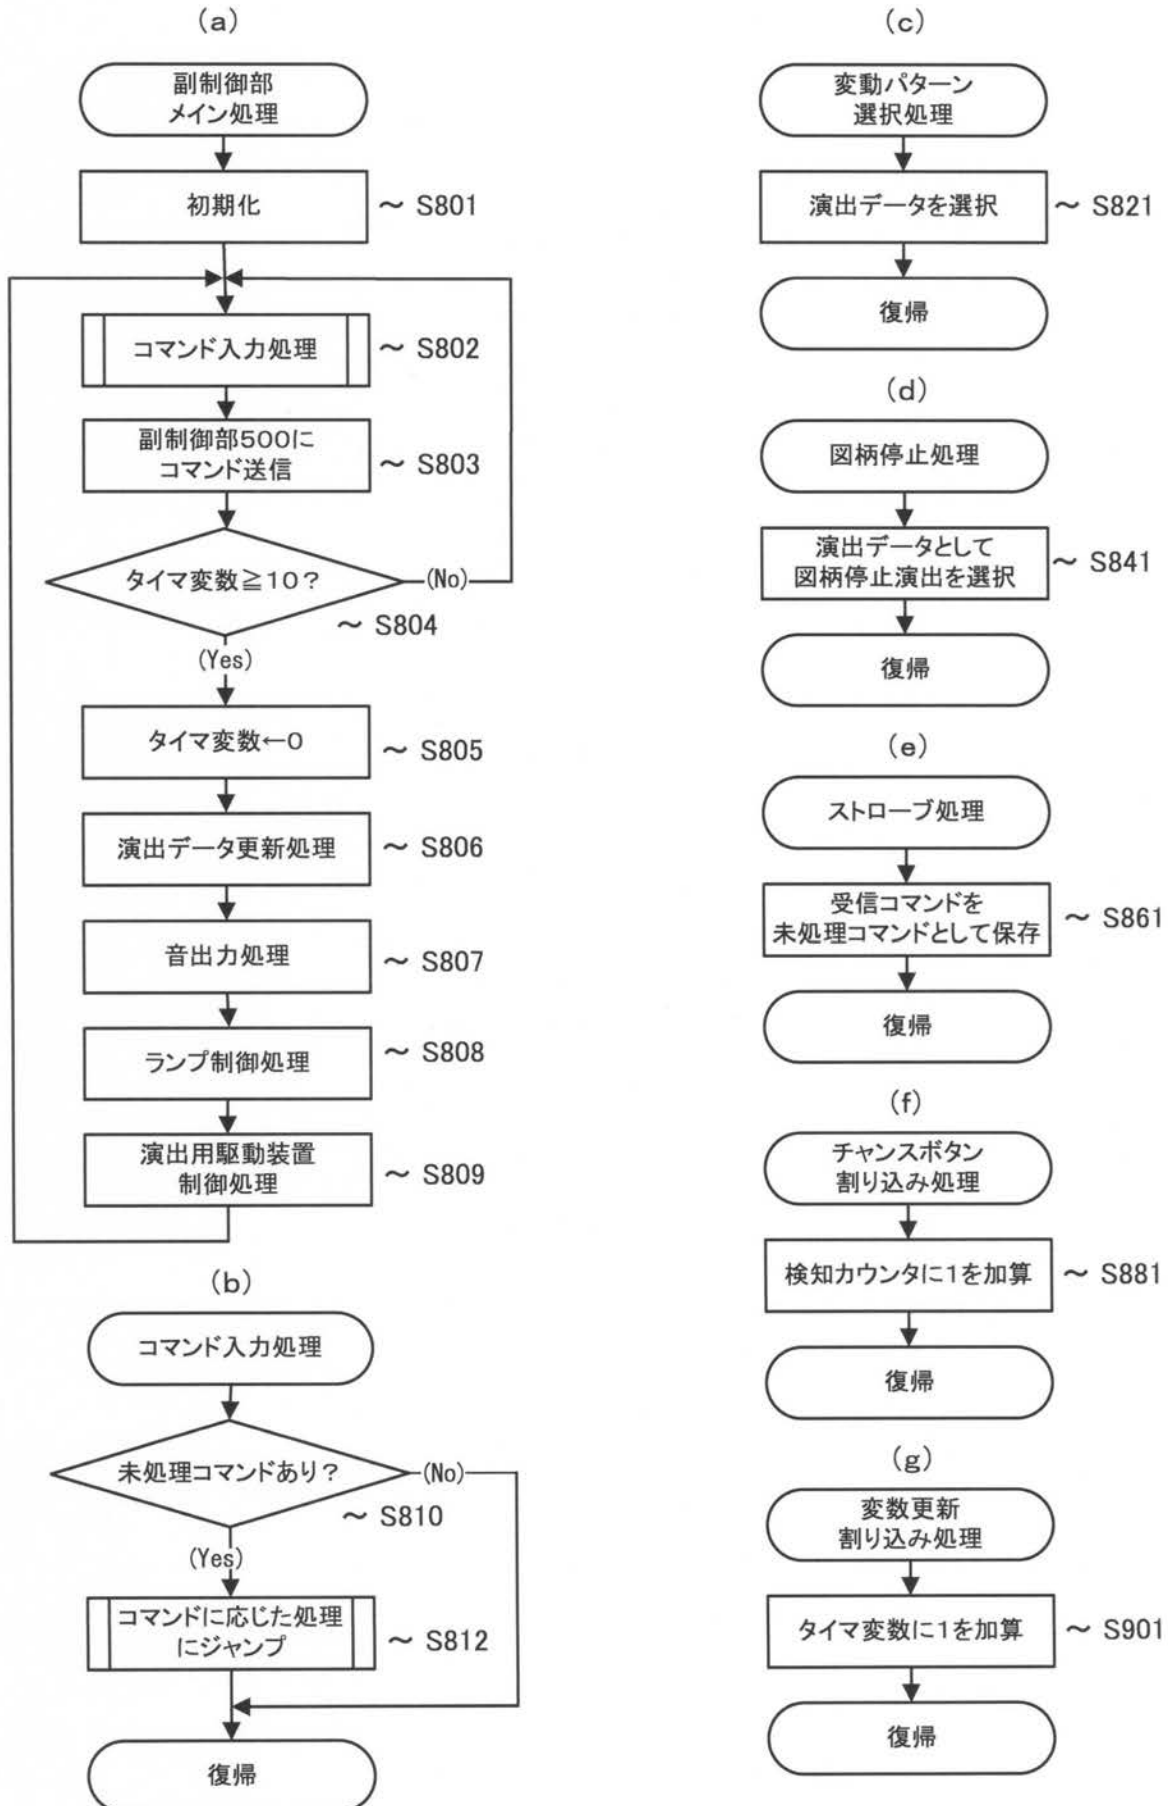 (a)
副制御部
メイン処理
初期化
～ S801
コマンド入力処理
～ S802
副制御部500に
コマンド送信
～ S803
タイマ変数≧10?
(No)
～ S804
(Yes)
タイマ変数←0
～ S805
演出データ更新処理
～ S806
音出力処理
～ S807
ランプ制御処理
～ S808
演出用駆動装置
制御処理
～ S809
(b)
コマンド入力処理
未処理コマンドあり?
(No)
～ S810
(Yes)
コマンドに応じた処理
にジャンプ
～ S812
復帰
(c)
変動パターン
選択処理
演出データを選択
～ S821
復帰
(d)
図柄停止処理
演出データとして
図柄停止演出を選択
～ S841
復帰
(e)
ストローブ処理
受信コマンドを
未処理コマンドとして保存
～ S861
復帰
(f)
チャンスボタン
割り込み処理
検知カウンタに1を加算
～ S881
復帰
(g)
変数更新
割り込み処理
タイマ変数に1を加算
～ S901
復帰